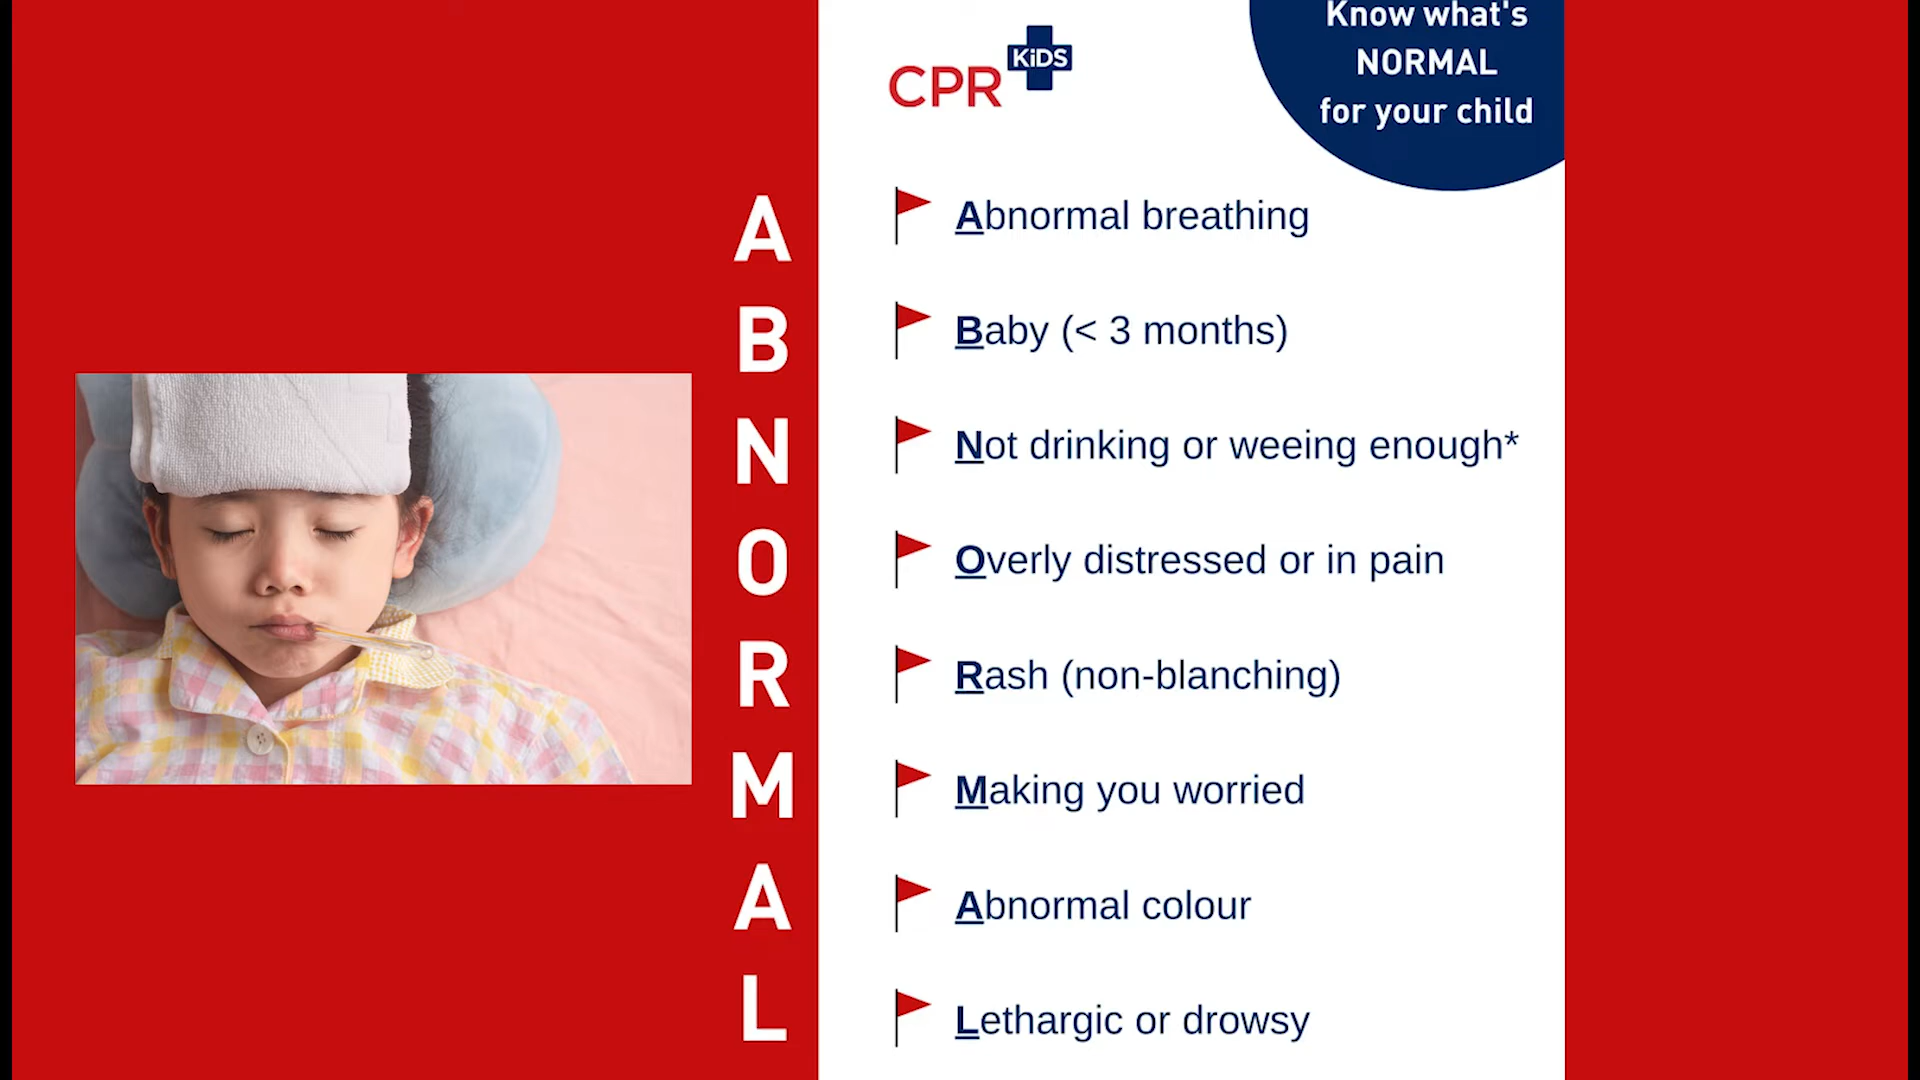 CPR KiDS
Know what's
NORMAL
for your child
A
B
N
O
R
M
A
L
Abnormal breathing
Baby (< 3 months)
Not drinking or weeing enough*
Overly distressed or in pain
Rash (non-blanching)
Making you worried
Abnormal colour
Lethargic or drowsy